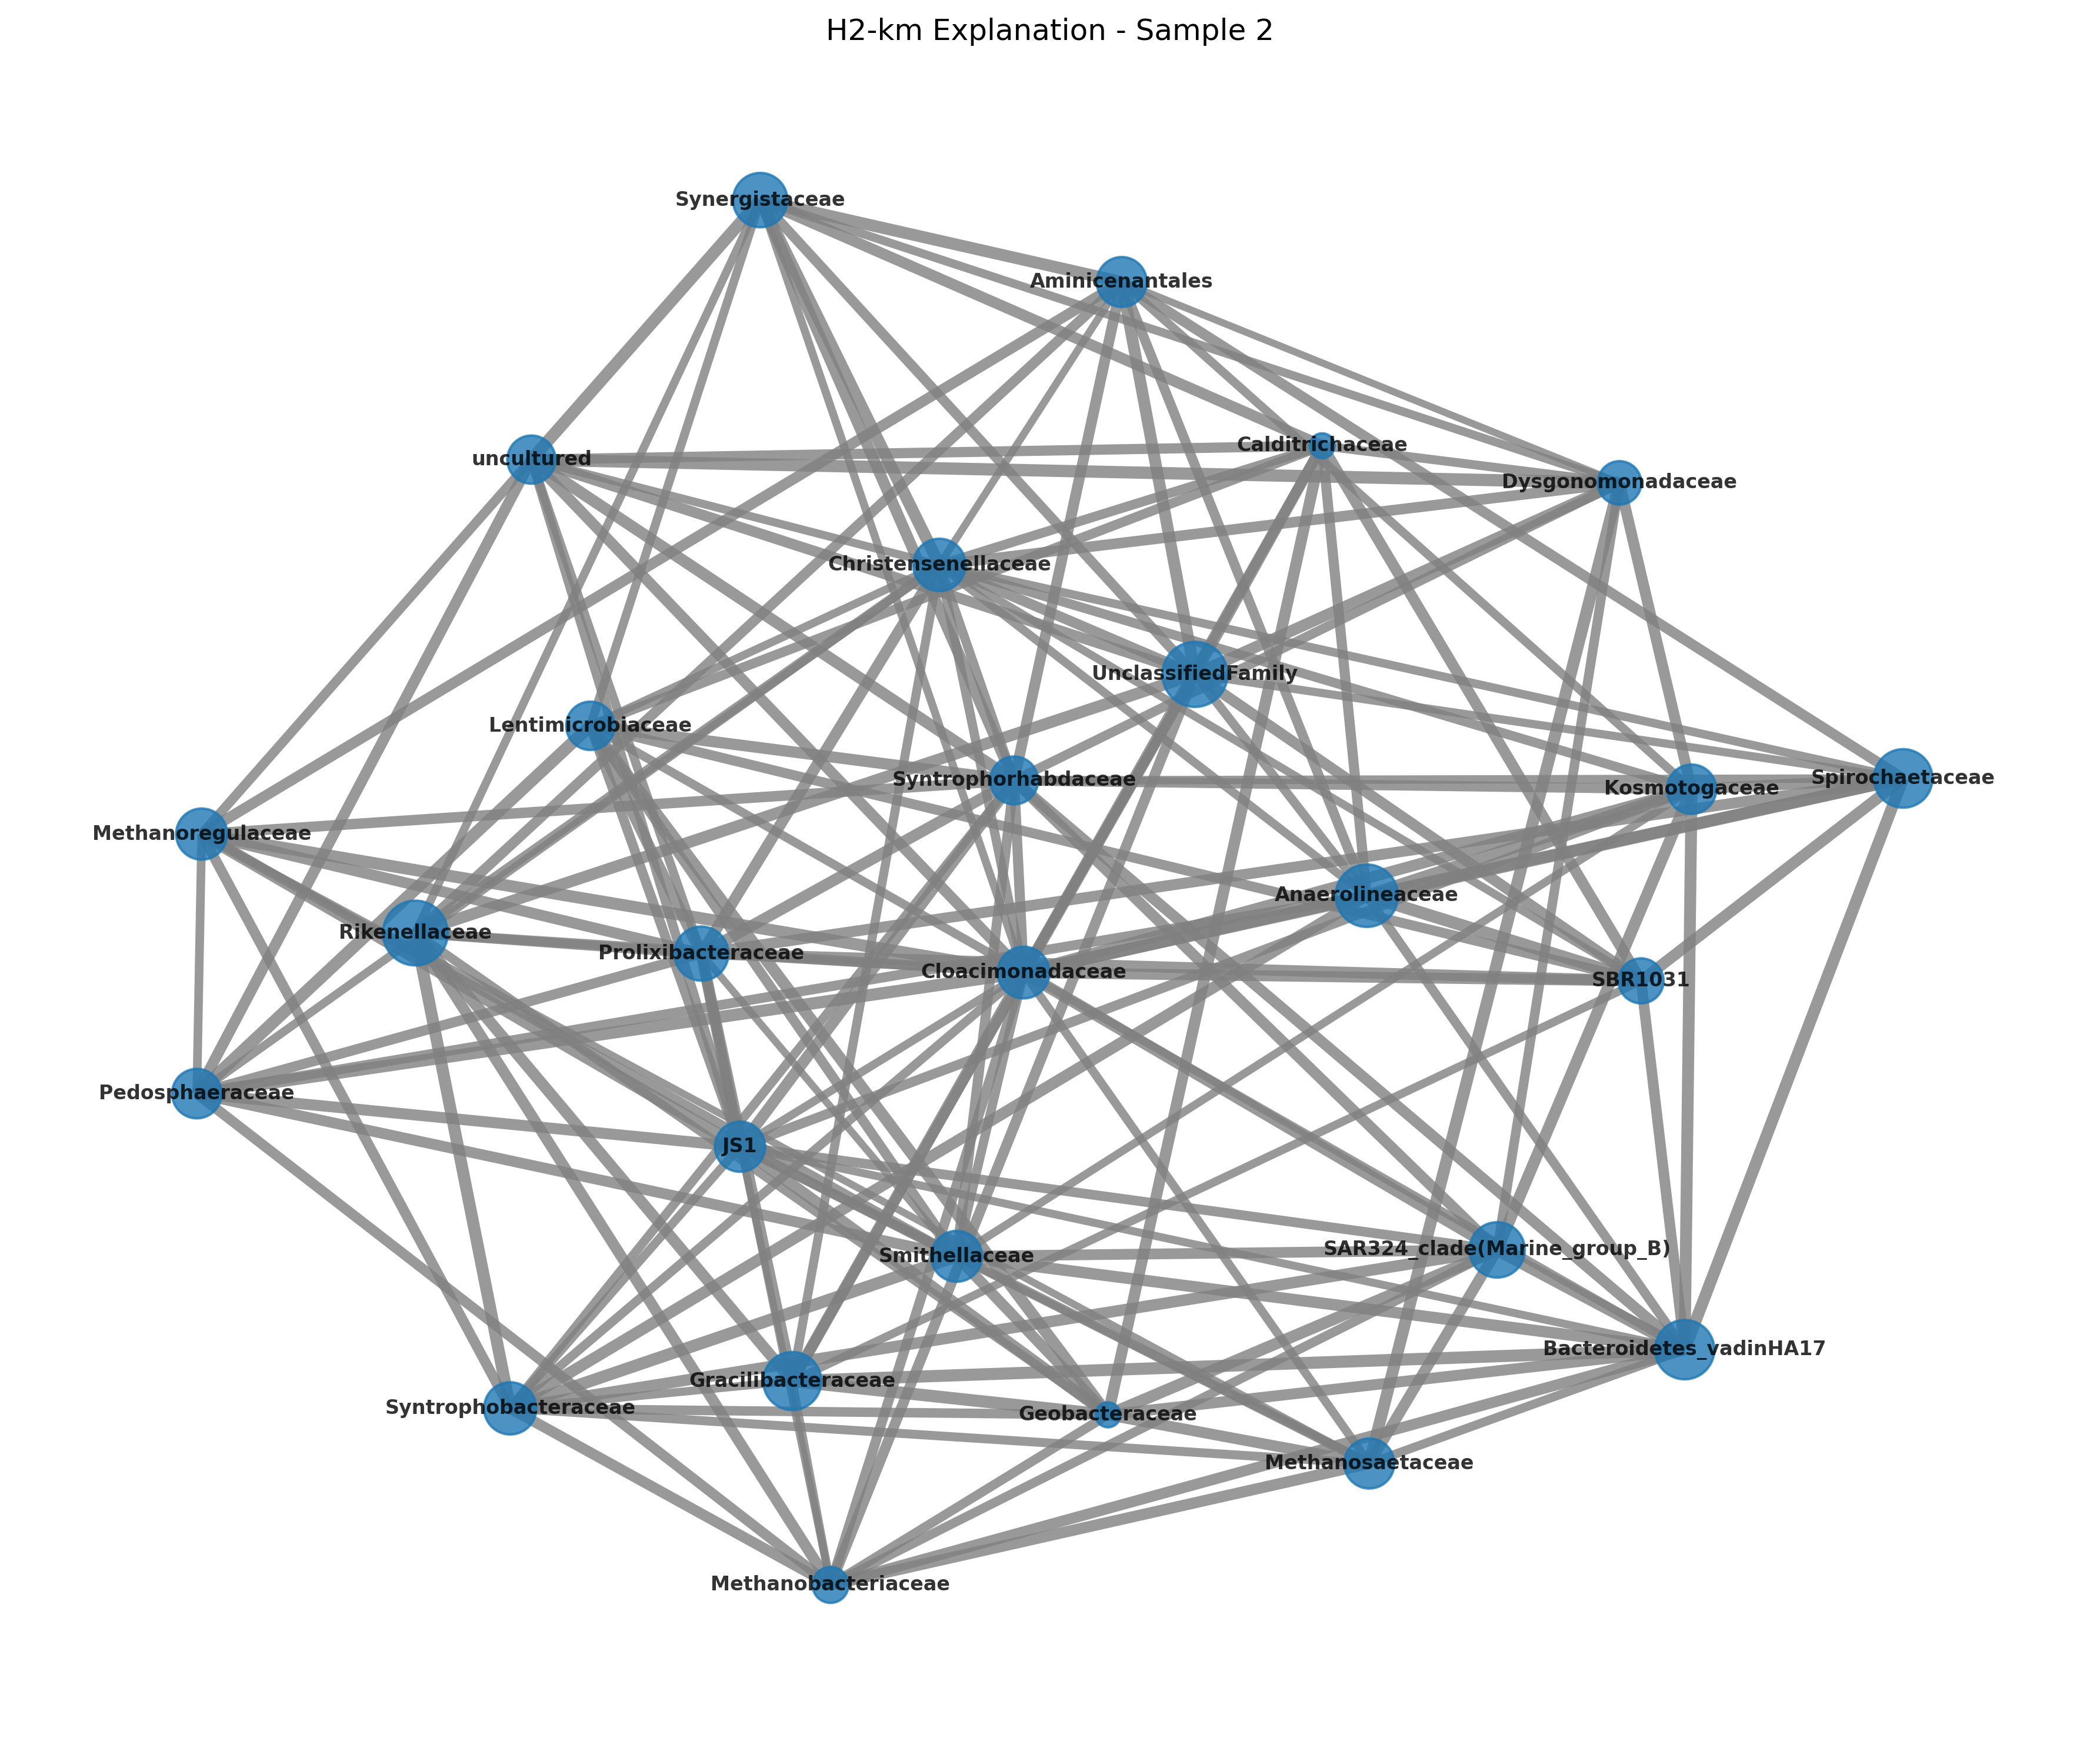 H2-km Explanation - Sample 2
Synergistaceae
Aminicenantales
Calditrichaceae
uncultured
Dysgonomonadaceae
Christensenellaceae
UnclassifiedFamily
Lentimicrobiaceae
Syntrophorhabdaceae
Spirochaetaceae
Kosmotogaceae
Methanoregulaceae
Anaerolineaceae
Rikenellaceae
Prolixibacteraceae
Cloacimonadaceae
SBR1031
Pedosphaeraceae
JS1
SAR324_clade(Marine_group_B)
Smithellaceae
Bacteroidetes_vadinHA17
Gracilibacteraceae
Syntrophobacteraceae
Geobacteraceae
Methanosaetaceae
Methanobacteriaceae